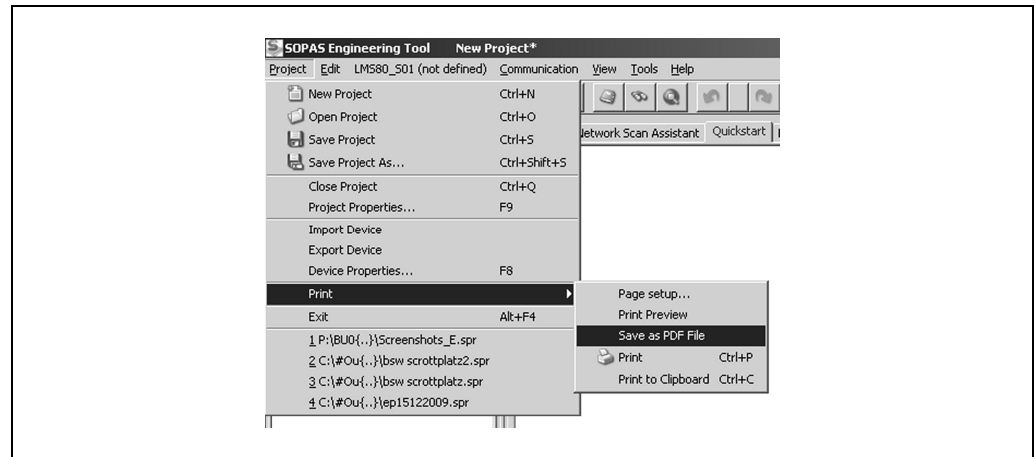 SOPAS Engineering Tool New Project*
Project Edit LMS80_S01 (not defined) Communication View Tools Help
New Project Ctrl+N
Open Project Ctrl+O
Save Project Ctrl+S
Network Scan Assistant Quickstart
Save Project As... Ctrl+Shift+S
Close Project Ctrl+Q
Project Properties... F9
Import Device
Export Device
Device Properties... F8
Print
Exit Alt+F4
1 P:\BU0{..}\Screenshots_E.spr
2 C:\#Ou{..}\bsw scrottplatz2.spr
3 C:\#Ou{..}\bsw scrottplatz.spr
4 C:\#Ou{..}\ep15122009.spr
Page setup...
Print Preview
Save as PDF File
Print Ctrl+P
Print to Clipboard Ctrl+C